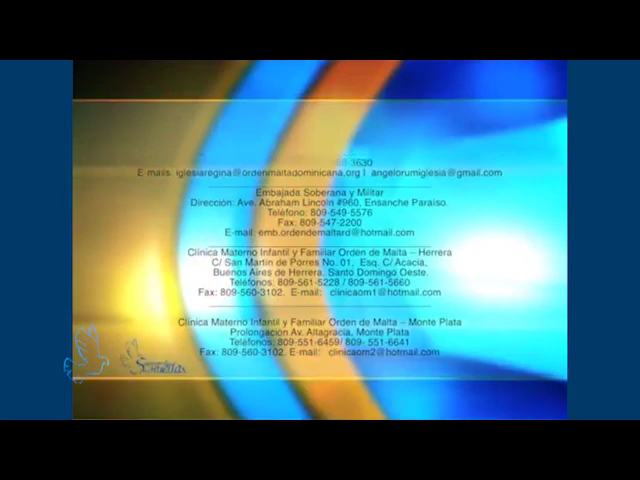 88-3630
E-mails: iglesiaregina@ordenmaltadominicana.org | angelorumiglesia@gmail.com
Embajada Soberana y Militar
Dirección: Ave. Abraham Lincoln #960, Ensanche Paraíso.
Teléfono: 809-549-5576
Fax: 809-547-2200
E-mail: emb.ordendemaltard@hotmail.com
Clínica Materno Infantil y Familiar Orden de Malta – Herrera
C/ San Martín de Porres No. 01, Esq. C/ Acacia,
Buenos Aires de Herrera, Santo Domingo Oeste.
Teléfonos: 809-561-5228 / 809-561-5660
Fax: 809-560-3102. E-mail: clinicaom1@hotmail.com
Clínica Materno Infantil y Familiar Orden de Malta – Monte Plata
Prolongación Av. Altagracia, Monte Plata
Teléfonos: 809-551-6459/ 809- 551-6641
Fax: 809-560-3102. E-mail: clinicaom2@hotmail.com